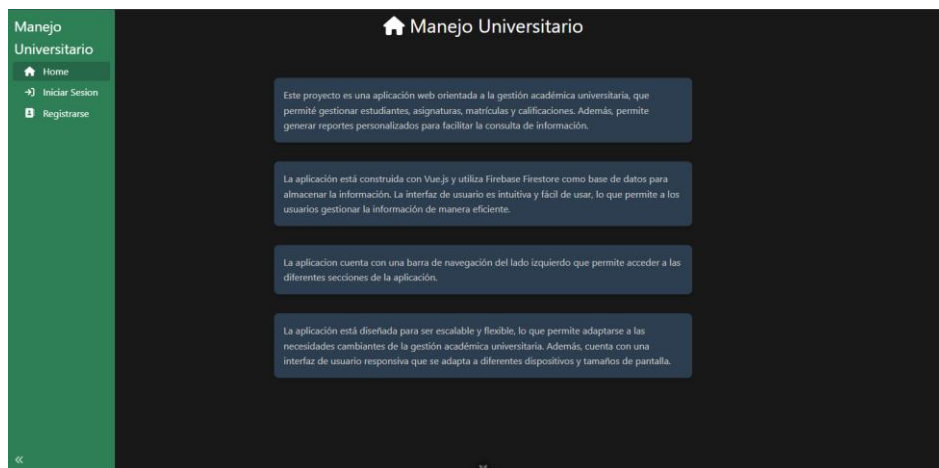 Manejo
Universitario
Home
Iniciar Sesion
Registrarse
Manejo Universitario
Este proyecto es una aplicación web orientada a la gestión académica universitaria, que
permité gestionar estudiantes, asignaturas, matrículas y calificaciones. Además, permite
generar reportes personalizados para facilitar la consulta de información.
La aplicación está construida con Vue.js y utiliza Firebase Firestore como base de datos para
almacenar la información. La interfaz de usuario es intuitiva y fácil de usar, lo que permite a los
usuarios gestionar la información de manera eficiente.
La aplicacion cuenta con una barra de navegación del lado izquierdo que permite acceder a las
diferentes secciones de la aplicación.
La aplicación está diseñada para ser escalable y flexible, lo que permite adaptarse a las
necesidades cambiantes de la gestión académica universitaria. Además, cuenta con una
interfaz de usuario responsiva que se adapta a diferentes dispositivos y tamaños de pantalla.